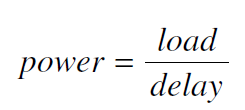 power = load / delay